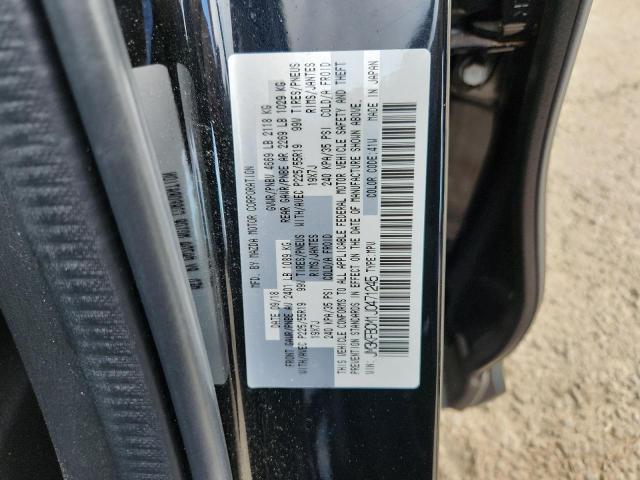 MFD. BY MAZDA MOTOR CORPORATION
DATE: 09/18 GVWR/PNBV 4669 LB 2118 KG
FRONT GAWR/PNBE AV 2401 LB 1089 KG REAR GAWR/PNBE AR 2269 LB 1029 KG
WITH/AVEC P225/55R19 99V TIRES/PNEUS WITH/AVEC P225/55R19 99V TIRES/PNEUS
19X7J RIMS/JANTES 19X7J RIMS/JANTES
240 KPA/35 PSI COLD/A FROID 240 KPA/35 PSI COLD/A FROID
THIS VEHICLE CONFORMS TO ALL APPLICABLE FEDERAL MOTOR VEHICLE SAFETY AND THEFT
PREVENTION STANDARDS IN EFFECT ON THE DATE OF MANUFACTURE SHOWN ABOVE.
MADE IN JAPAN
VIN: TYPE:MPV COLOR CODE:41W